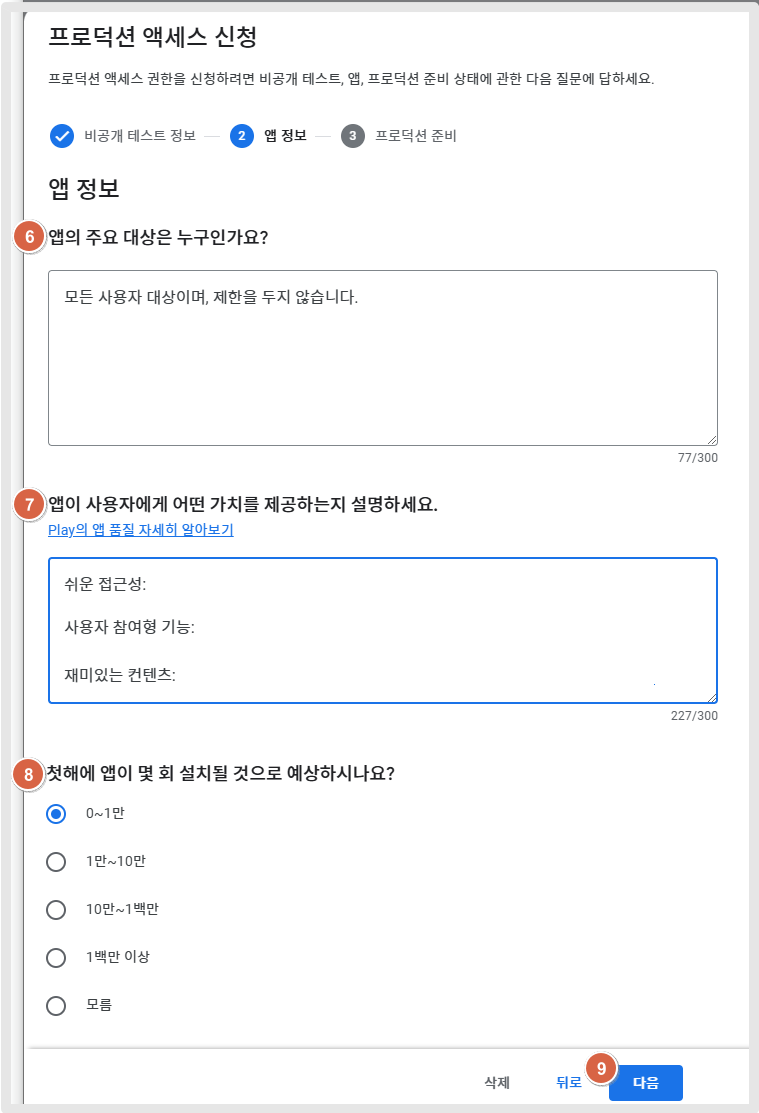 프로덕션 액세스 신청
프로덕션 액세스 권한을 신청하려면 비공개 테스트, 앱, 프로덕션 준비 상태에 관한 다음 질문에 답하세요.
비공개 테스트 정보 2 앱 정보 3 프로덕션 준비
앱 정보
6 앱의 주요 대상은 누구인가요?
모든 사용자 대상이며, 제한을 두지 않습니다.
77/300
7 앱이 사용자에게 어떤 가치를 제공하는지 설명하세요.
Play의 앱 품질 자세히 알아보기
쉬운 접근성:
사용자 참여형 기능:
재미있는 컨텐츠:
227/300
8 첫해에 앱이 몇 회 설치될 것으로 예상하시나요?
0~1만
1만~10만
10만~1백만
1백만 이상
모름
삭제 뒤로 9 다음